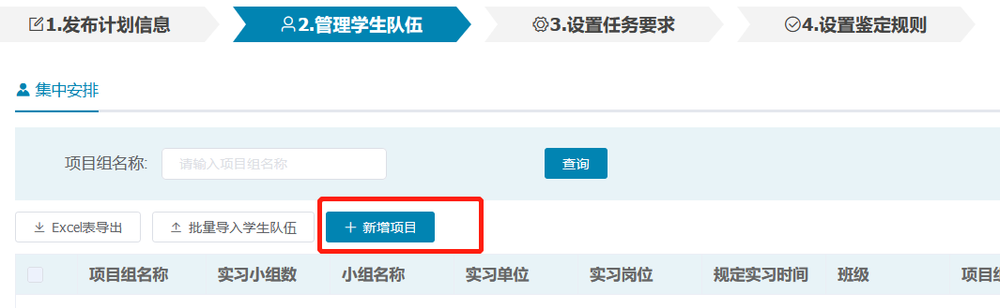 1.发布计划信息 2.管理学生队伍 3.设置任务要求 4.设置鉴定规则
集中安排
项目组名称: 请输入项目组名称 查询
Excel表导出 批量导入学生队伍 新增项目
项目组名称 实习小组数 小组名称 实习单位 实习岗位 规定实习时间 班级 项目